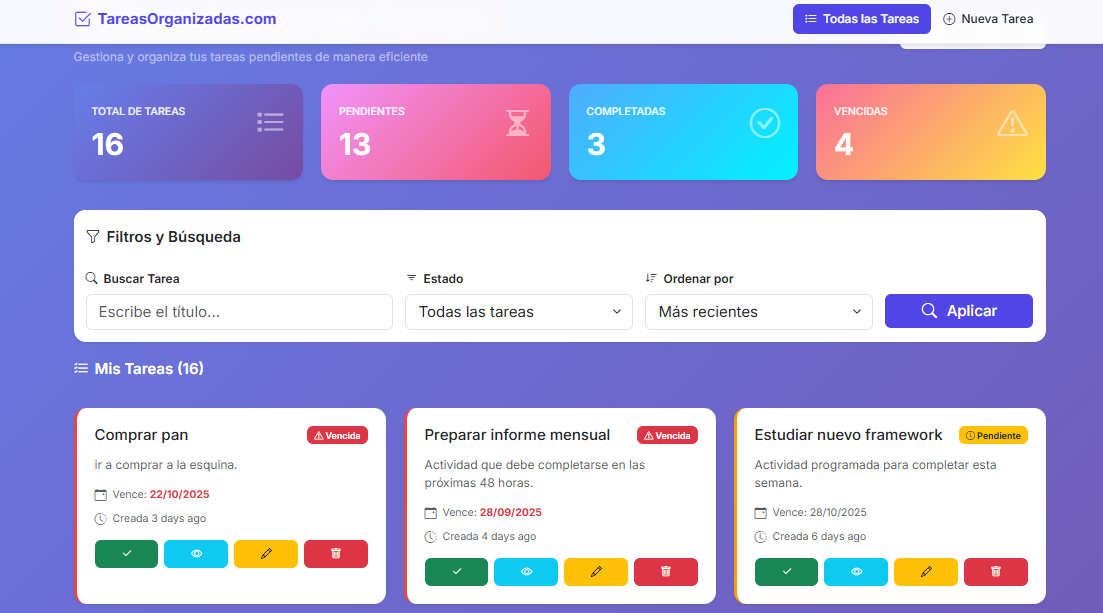 TareasOrganizadas.com
Todas las Tareas
Nueva Tarea
Gestiona y organiza tus tareas pendientes de manera eficiente
TOTAL DE TAREAS
16
PENDIENTES
13
COMPLETADAS
3
VENCIDAS
4
Filtros y Búsqueda
Buscar Tarea
Escribe el título...
Estado
Todas las tareas
Ordenar por
Más recientes
Aplicar
Mis Tareas (16)
Comprar pan
Vencida
ir a comprar a la esquina.
Vence: 22/10/2025
Creada 3 days ago
Preparar informe mensual
Vencida
Actividad que debe completarse en las
próximas 48 horas.
Vence: 28/09/2025
Creada 4 days ago
Estudiar nuevo framework
Pendiente
Actividad programada para completar esta
semana.
Vence: 28/10/2025
Creada 6 days ago